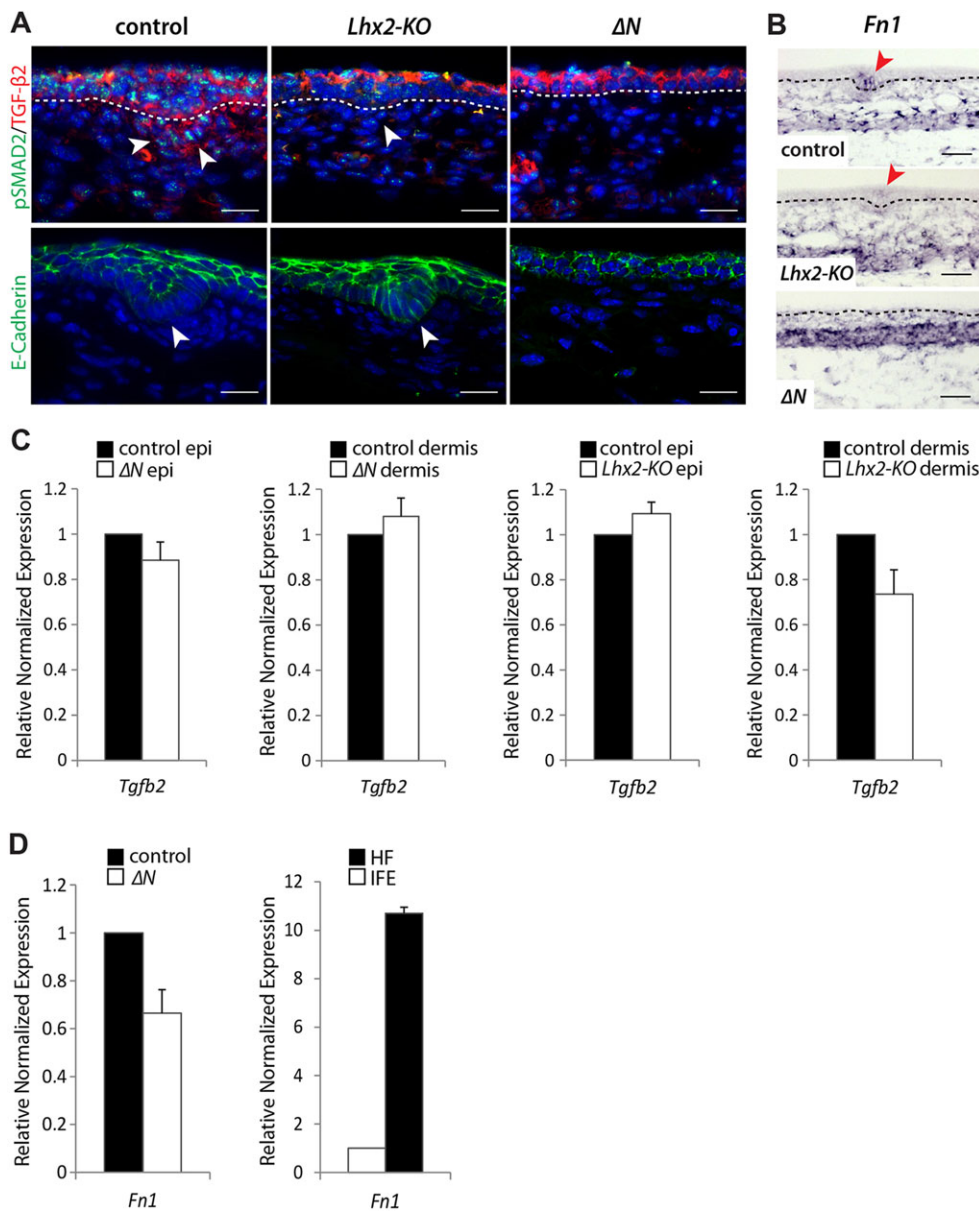 A
control
Lhx2-KO
ΔN
pSMAD2/TGF-β2
E-Cadherin
B
Fn1
control
Lhx2-KO
ΔN
C
control epi
ΔN epi
Relative Normalized Expression
1.2
1
0.8
0.6
0.4
0.2
0
Tgfb2
control dermis
ΔN dermis
Relative Normalized Expression
1.2
1
0.8
0.6
0.4
0.2
0
Tgfb2
control epi
Lhx2-KO epi
Relative Normalized Expression
1.2
1
0.8
0.6
0.4
0.2
0
Tgfb2
control dermis
Lhx2-KO dermis
Relative Normalized Expression
1.2
1
0.8
0.6
0.4
0.2
0
Tgfb2
D
control
ΔN
Relative Normalized Expression
1.2
1
0.8
0.6
0.4
0.2
0
Fn1
HF
IFE
Relative Normalized Expression
12
10
8
6
4
2
0
Fn1